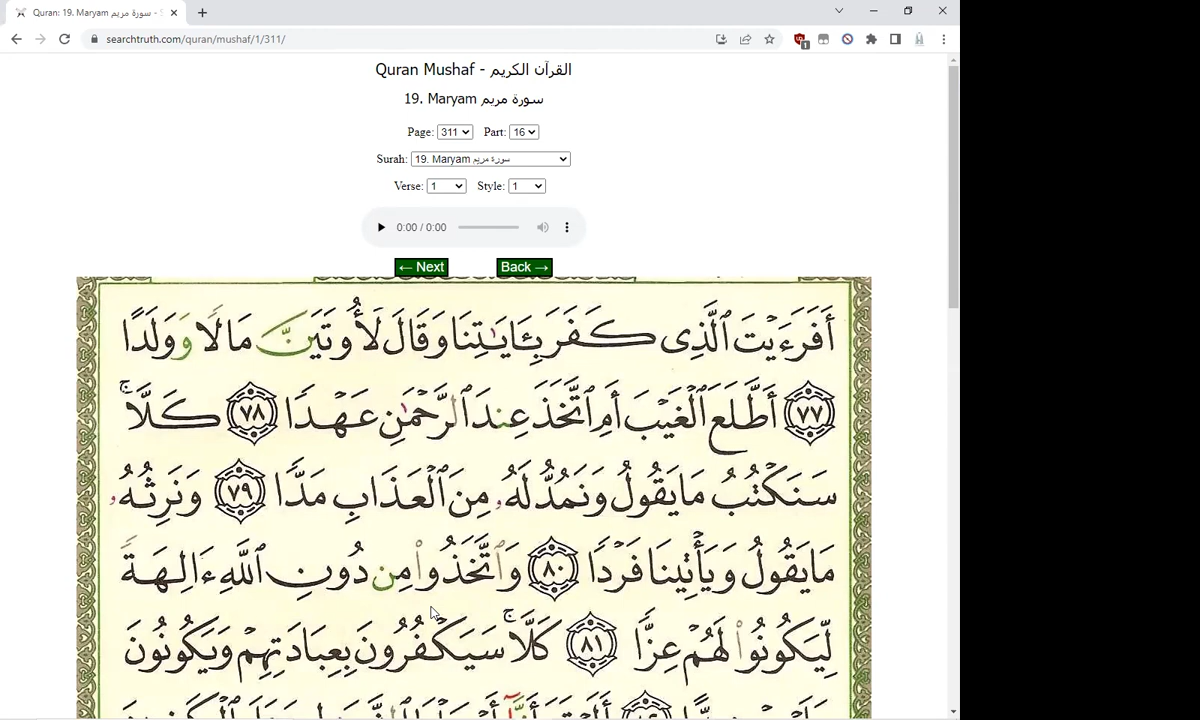 Quran: 19. Maryam سورة مريم - S
searchtruth.com/quran/mushaf/1/311/
1
Quran Mushaf - القرآن الكريم
19. Maryam سورة مريم
Page: 311 Part: 16
Surah: 19. Maryam سورة مريم
Verse: 1 Style: 1
0:00 / 0:00
← Next Back →
أَفَرَءَيْتَ ٱلَّذِى كَفَرَ بِـَٔايَـٰتِنَا وَقَالَ لَأُوتَيَنَّ مَالًا وَوَلَدًا
٧٧ أَطَّلَعَ ٱلْغَيْبَ أَمِ ٱتَّخَذَ عِندَ ٱلرَّحْمَـٰنِ عَهْدًا ٧٨ كَلَّا ۚ
سَنَكْتُبُ مَا يَقُولُ وَنَمُدُّ لَهُۥ مِنَ ٱلْعَذَابِ مَدًّا ٧٩ وَنَرِثُهُۥ
مَا يَقُولُ وَيَأْتِينَا فَرْدًا ٨٠ وَٱتَّخَذُوا۟ مِن دُونِ ٱللَّهِ ءَالِهَةً
لِّيَكُونُوا۟ لَهُمْ عِزًّا ٨١ كَلَّا ۚ سَيَكْفُرُونَ بِعِبَادَتِهِمْ وَيَكُونُونَ